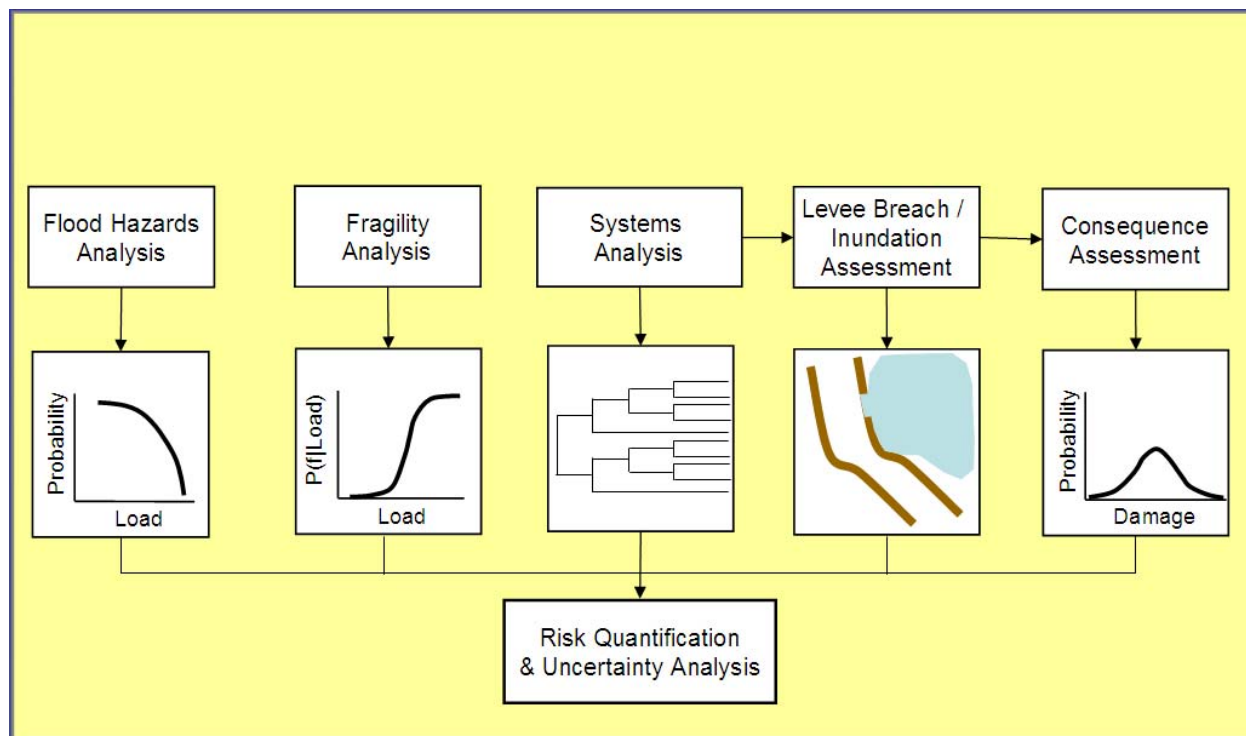 Flood Hazards
Analysis
Fragility
Analysis
Systems
Analysis
Levee Breach /
Inundation
Assessment
Consequence
Assessment
Probability
Load
P(f|Load)
Load
Probability
Damage
Risk Quantification
& Uncertainty Analysis